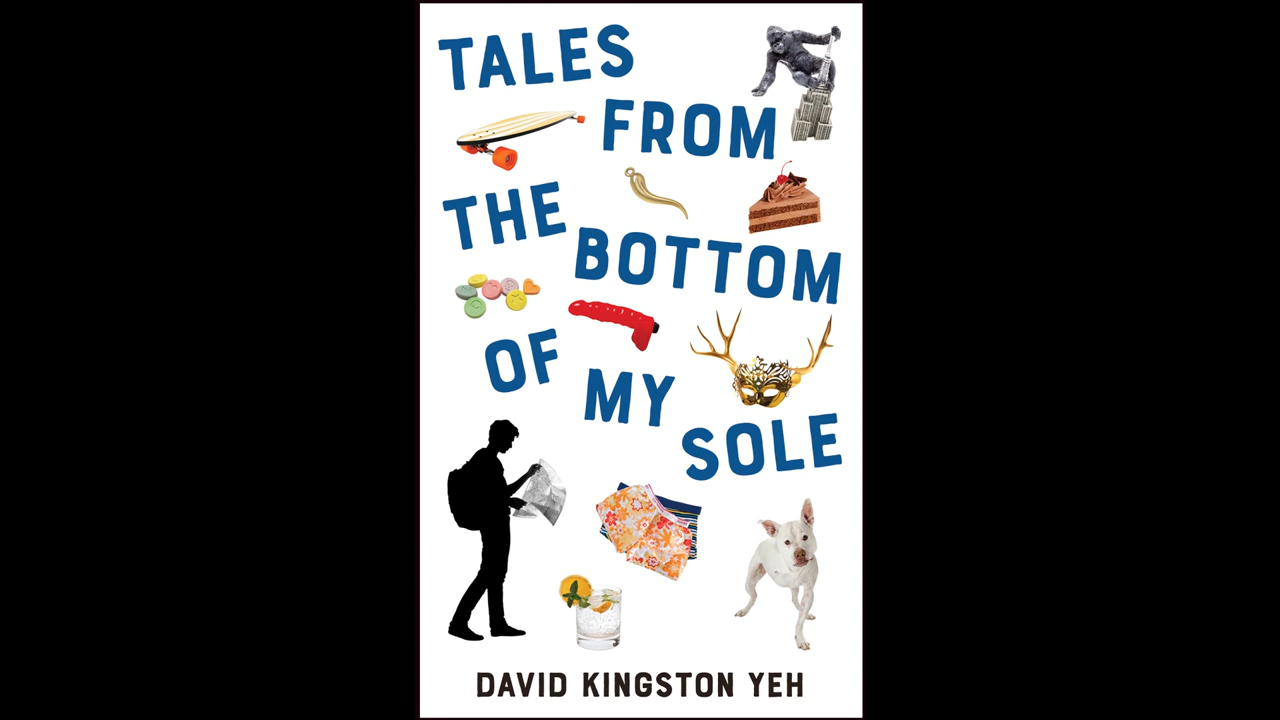 TALES
FROM
THE
BOTTOM
OF
MY
SOLE
DAVID KINGSTON YEH